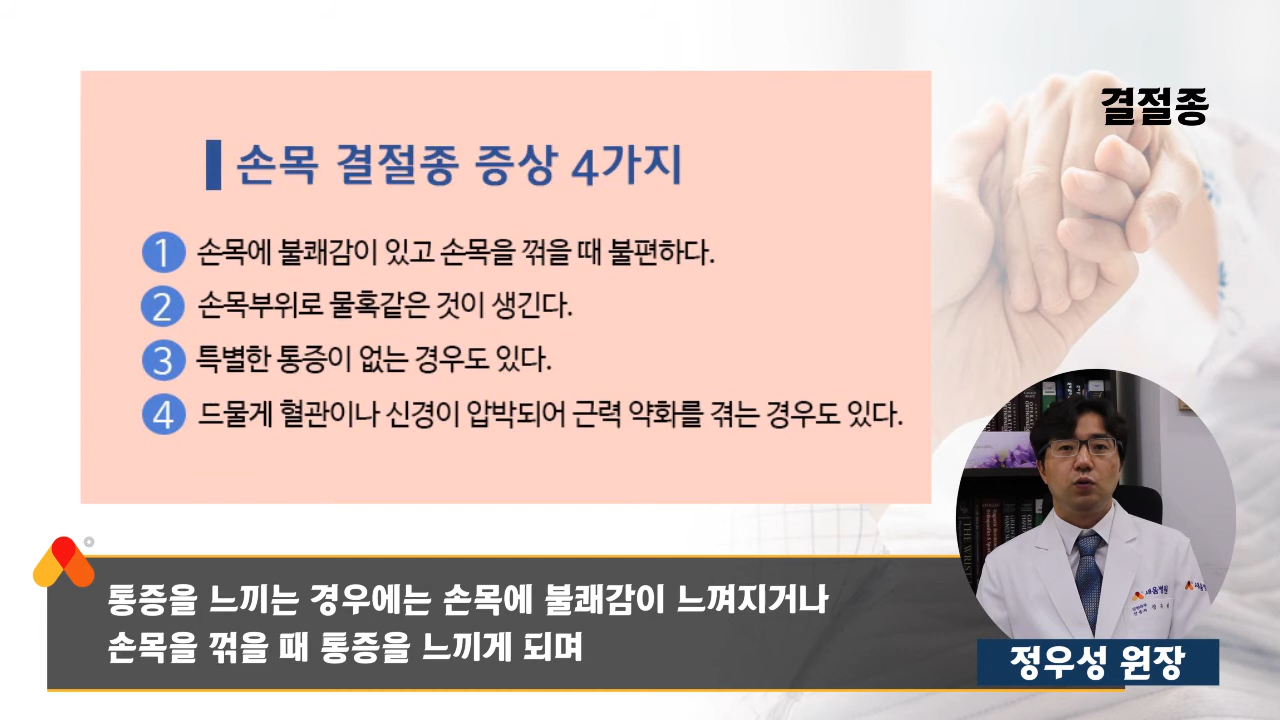 결절종
손목 결절종 증상 4가지
1 손목에 불쾌감이 있고 손목을 꺾을 때 불편하다.
2 손목부위로 물혹같은 것이 생긴다.
3 특별한 통증이 없는 경우도 있다.
4 드물게 혈관이나 신경이 압박되어 근력 약화를 겪는 경우도 있다.
통증을 느끼는 경우에는 손목에 불쾌감이 느껴지거나
손목을 꺾을 때 통증을 느끼게 되며
세움병원
THE WRIST
정우성 원장